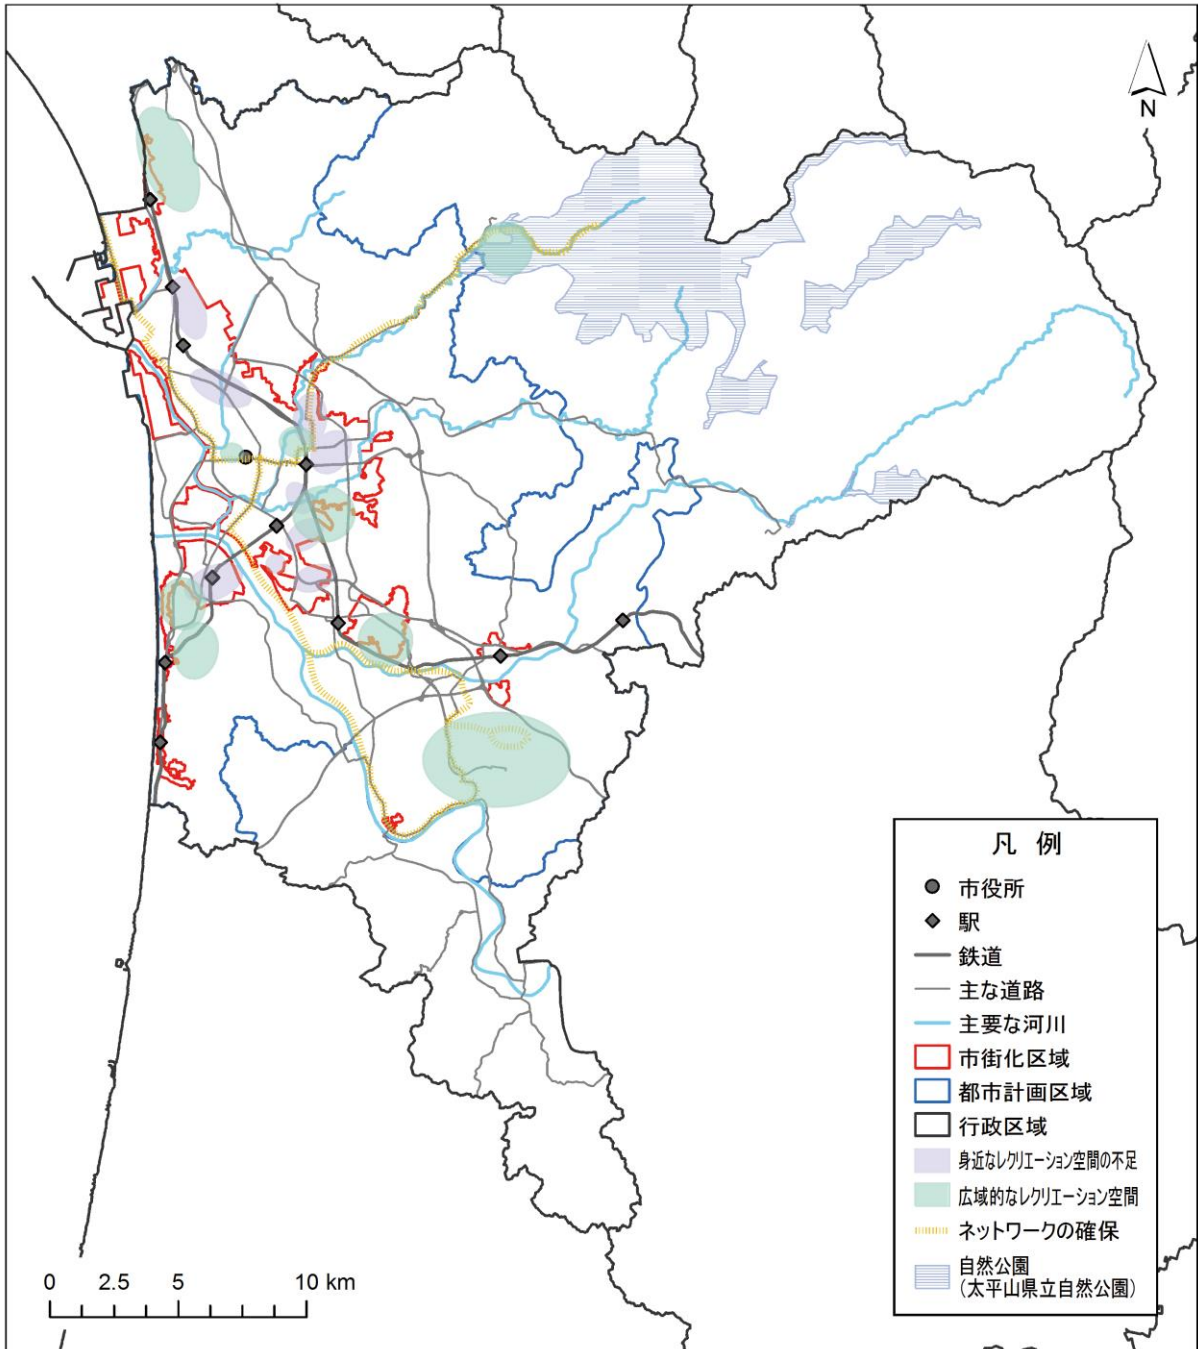 N
凡 例
市役所
駅
鉄道
主な道路
主要な河川
市街化区域
都市計画区域
行政区域
身近なレクリエーション空間の不足
広域的なレクリエーション空間
ネットワークの確保
自然公園
(太平山県立自然公園)
0 2.5 5 10 km